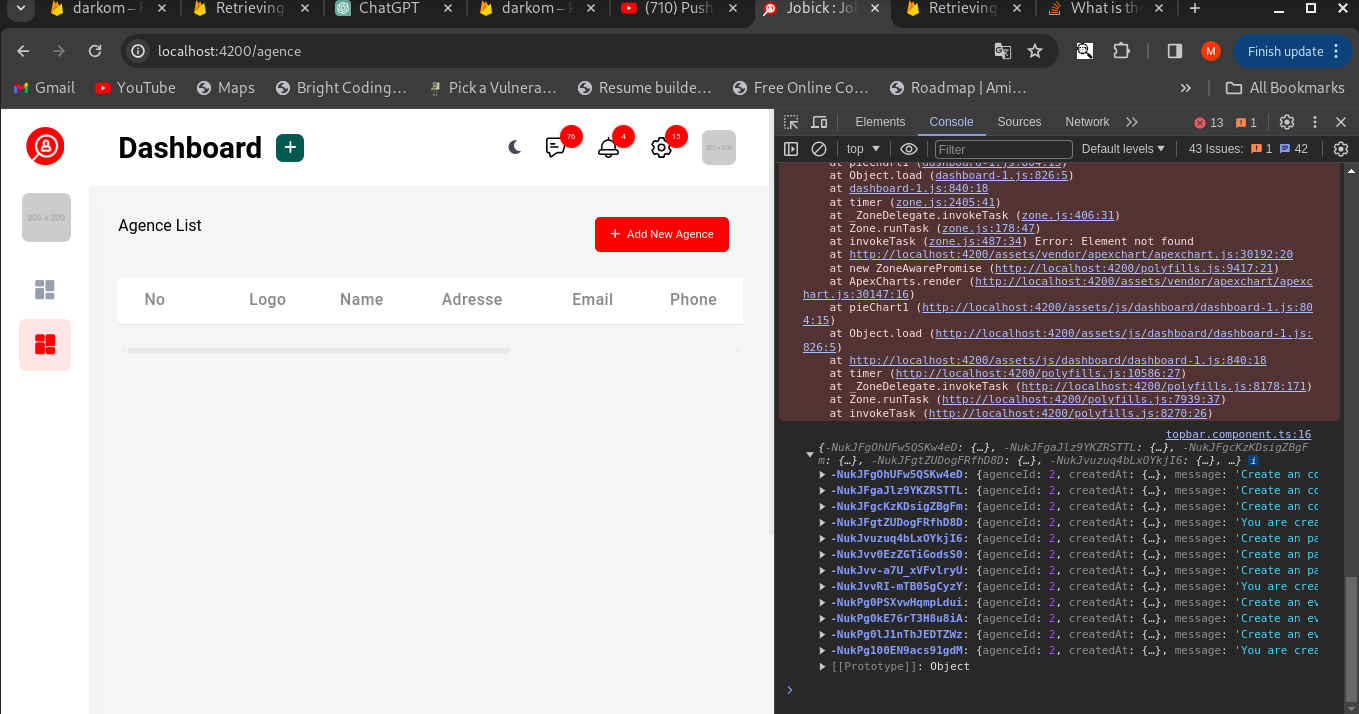 darkom – F
Retrieving
ChatGPT
darkom – F
(710) Push
Jobick : Jol
Retrieving
What is the
localhost:4200/agence
M
Finish update
Gmail
YouTube
Maps
Bright Coding...
Pick a Vulnera...
Resume builde...
Free Online Co...
Roadmap | Ami...
»
All Bookmarks
Dashboard
+
76
4
15
200 x 200
200 x 200
Agence List
+ Add New Agence
No Logo Name Adresse Email Phone
Elements Console Sources Network » 13 1
top Filter Default levels 43 Issues: 1 42
at pieChart1 (dashboard-1.js:804:15)
at Object.load (dashboard-1.js:826:5)
at dashboard-1.js:840:18
at timer (zone.js:2405:41)
at _ZoneDelegate.invokeTask (zone.js:406:31)
at Zone.runTask (zone.js:178:47)
at invokeTask (zone.js:487:34) Error: Element not found
at http://localhost:4200/assets/vendor/apexchart/apexchart.js:30192:20
at new ZoneAwarePromise (http://localhost:4200/polyfills.js:9417:21)
at ApexCharts.render (http://localhost:4200/assets/vendor/apexchart/apexc
hart.js:30147:16)
at pieChart1 (http://localhost:4200/assets/js/dashboard/dashboard-1.js:80
4:15)
at Object.load (http://localhost:4200/assets/js/dashboard/dashboard-1.js:
826:5)
at http://localhost:4200/assets/js/dashboard/dashboard-1.js:840:18
at timer (http://localhost:4200/polyfills.js:10586:27)
at _ZoneDelegate.invokeTask (http://localhost:4200/polyfills.js:8178:171)
at Zone.runTask (http://localhost:4200/polyfills.js:7939:37)
at invokeTask (http://localhost:4200/polyfills.js:8270:26)
topbar.component.ts:16
{-NukJFgOhUFw5QSKw4eD: {…}, -NukJFgaJlz9YKZRSTTL: {…}, -NukJFgcKzKDsigZBgF
m: {…}, -NukJFgtZUDogFRfhD8D: {…}, -NukJvuzuq4bLxOYkjI6: {…}, …} i
-NukJFgOhUFw5QSKw4eD: {agenceId: 2, createdAt: {…}, message: 'Create an co
-NukJFgaJlz9YKZRSTTL: {agenceId: 2, createdAt: {…}, message: 'Create an co
-NukJFgcKzKDsigZBgFm: {agenceId: 2, createdAt: {…}, message: 'Create an co
-NukJFgtZUDogFRfhD8D: {agenceId: 2, createdAt: {…}, message: 'You are crea
-NukJvuzuq4bLxOYkjI6: {agenceId: 2, createdAt: {…}, message: 'Create an pa
-NukJvv0EzZGTiGodsS0: {agenceId: 2, createdAt: {…}, message: 'Create an pa
-NukJvv-a7U_xVFvlryU: {agenceId: 2, createdAt: {…}, message: 'Create an pa
-NukJvvRI-mTB05gCyzY: {agenceId: 2, createdAt: {…}, message: 'You are crea
-NukPg0PSXvwHqmpLdui: {agenceId: 2, createdAt: {…}, message: 'Create an ev
-NukPg0kE76rT3H8u8iA: {agenceId: 2, createdAt: {…}, message: 'Create an ev
-NukPg0lJ1nThJEDTZWz: {agenceId: 2, createdAt: {…}, message: 'Create an ev
-NukPg100EN9acs91gdM: {agenceId: 2, createdAt: {…}, message: 'You are crea
[[Prototype]]: Object